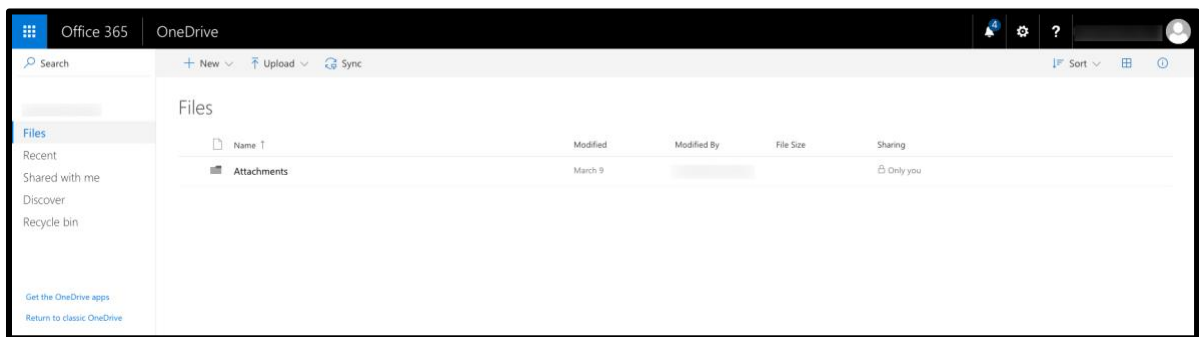 Office 365 OneDrive 4 ?
Search + New Upload Sync Sort
Files
Files
Name ↑ Modified Modified By File Size Sharing
Attachments March 9 Only you
Recent
Shared with me
Discover
Recycle bin
Get the OneDrive apps
Return to classic OneDrive